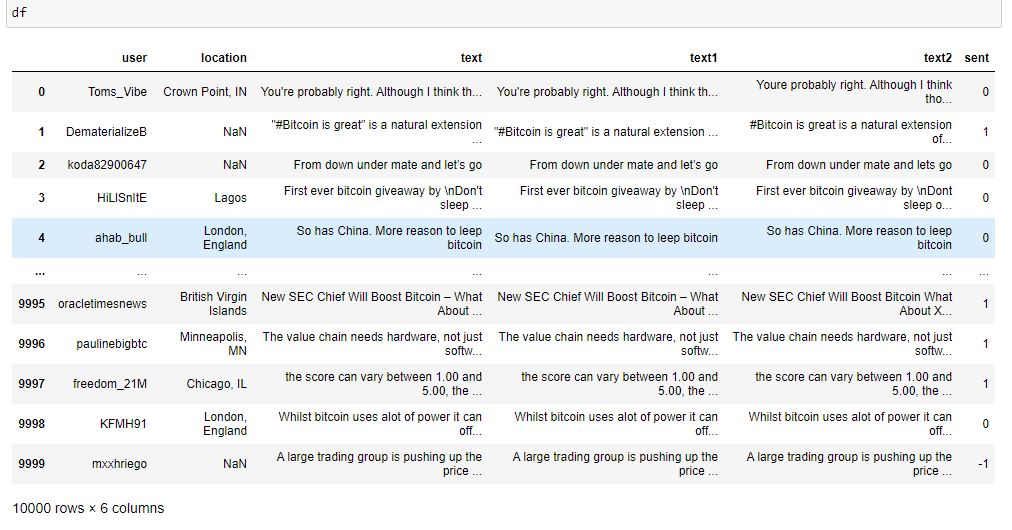 df
user location text text1 text2 sent
0 Toms_Vibe Crown Point, IN You're probably right. Although I think th... You're probably right. Although I think th... Youre probably right. Although I think tho... 0
1 DematerializeB NaN "#Bitcoin is great" is a natural extension ... "#Bitcoin is great" is a natural extension ... #Bitcoin is great is a natural extension of... 1
2 koda82900647 NaN From down under mate and let's go From down under mate and let's go From down under mate and lets go 0
3 HiLISnItE Lagos First ever bitcoin giveaway by \nDon't sleep ... First ever bitcoin giveaway by \nDon't sleep ... First ever bitcoin giveaway by \nDont sleep o... 0
4 ahab_bull London, England So has China. More reason to leep bitcoin So has China. More reason to leep bitcoin So has China. More reason to leep bitcoin 0
... ... ... ... ... ... ...
9995 oracletimesnews British Virgin Islands New SEC Chief Will Boost Bitcoin – What About ... New SEC Chief Will Boost Bitcoin – What About ... New SEC Chief Will Boost Bitcoin What About X... 1
9996 paulinebigbtc Minneapolis, MN The value chain needs hardware, not just softw... The value chain needs hardware, not just softw... The value chain needs hardware, not just softw... 1
9997 freedom_21M Chicago, IL the score can vary between 1.00 and 5.00, the ... the score can vary between 1.00 and 5.00, the ... the score can vary between 1.00 and 5.00, the ... 1
9998 KFMH91 London, England Whilst bitcoin uses alot of power it can off... Whilst bitcoin uses alot of power it can off... Whilst bitcoin uses alot of power it can off... 0
9999 mxxhriego NaN A large trading group is pushing up the price ... A large trading group is pushing up the price ... A large trading group is pushing up the price ... -1
10000 rows × 6 columns